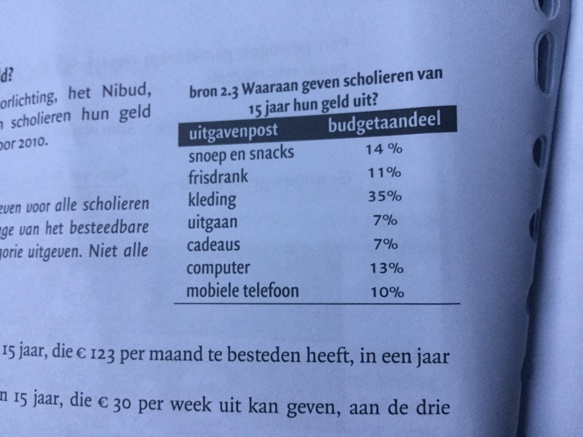 d?
orlichting, het Nibud,
n scholieren hun geld
oor 2010.
even voor alle scholieren
age van het besteedbare
gorie uitgeven. Niet alle
bron 2.3 Waaraan geven scholieren van
15 jaar hun geld uit?
uitgavenpost budgetaandeel
snoep en snacks 14 %
frisdrank 11%
kleding 35%
uitgaan 7%
cadeaus 7%
computer 13%
mobiele telefoon 10%
15 jaar, die € 123 per maand te besteden heeft, in een jaar
n 15 jaar, die € 30 per week uit kan geven, aan de drie